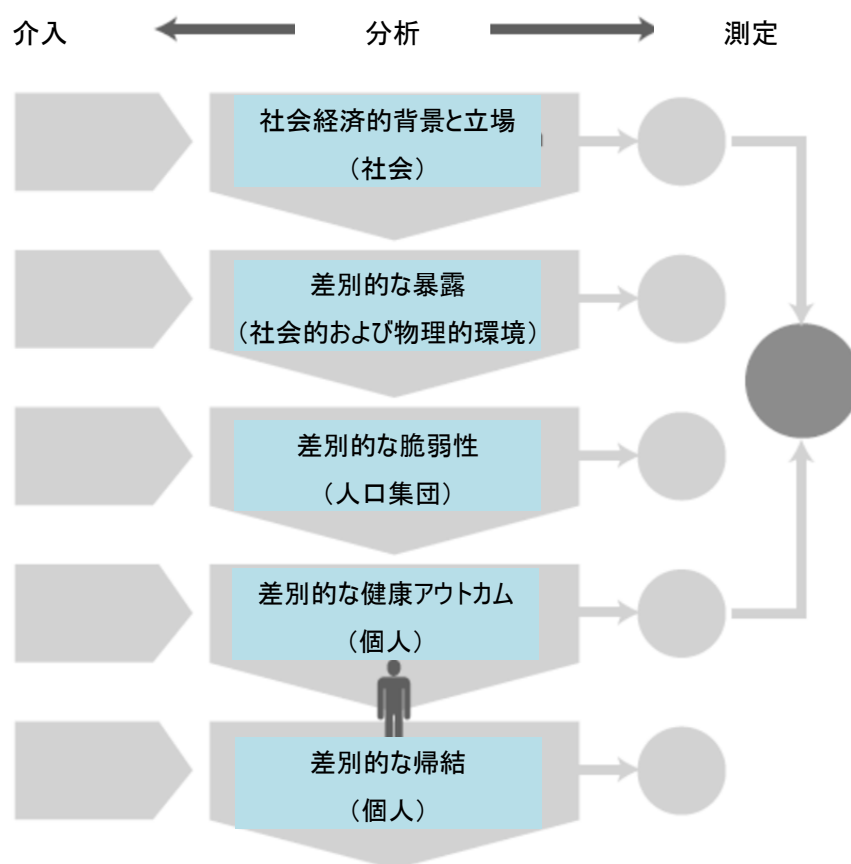 介入 分析 測定
社会経済的背景と立場
（社会）
差別的な暴露
（社会的および物理的環境）
差別的な脆弱性
（人口集団）
差別的な健康アウトカム
（個人）
差別的な帰結
（個人）